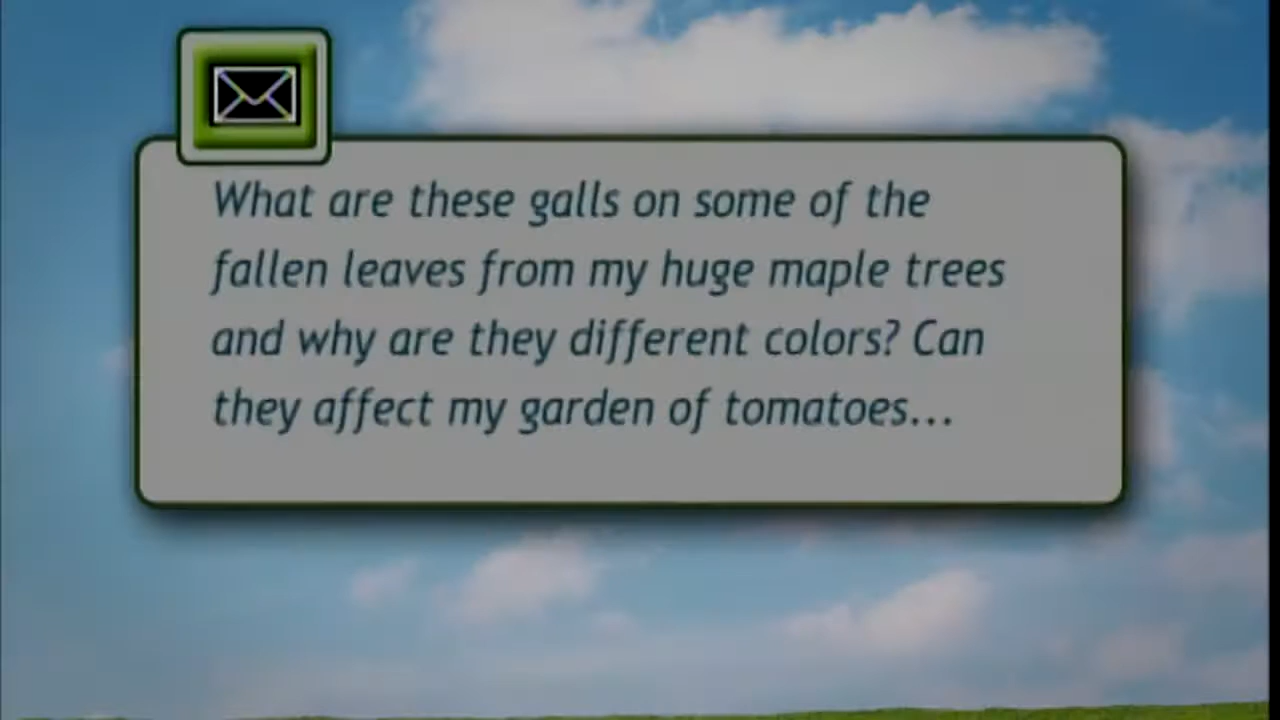 What are these galls on some of the
fallen leaves from my huge maple trees
and why are they different colors? Can
they affect my garden of tomatoes...